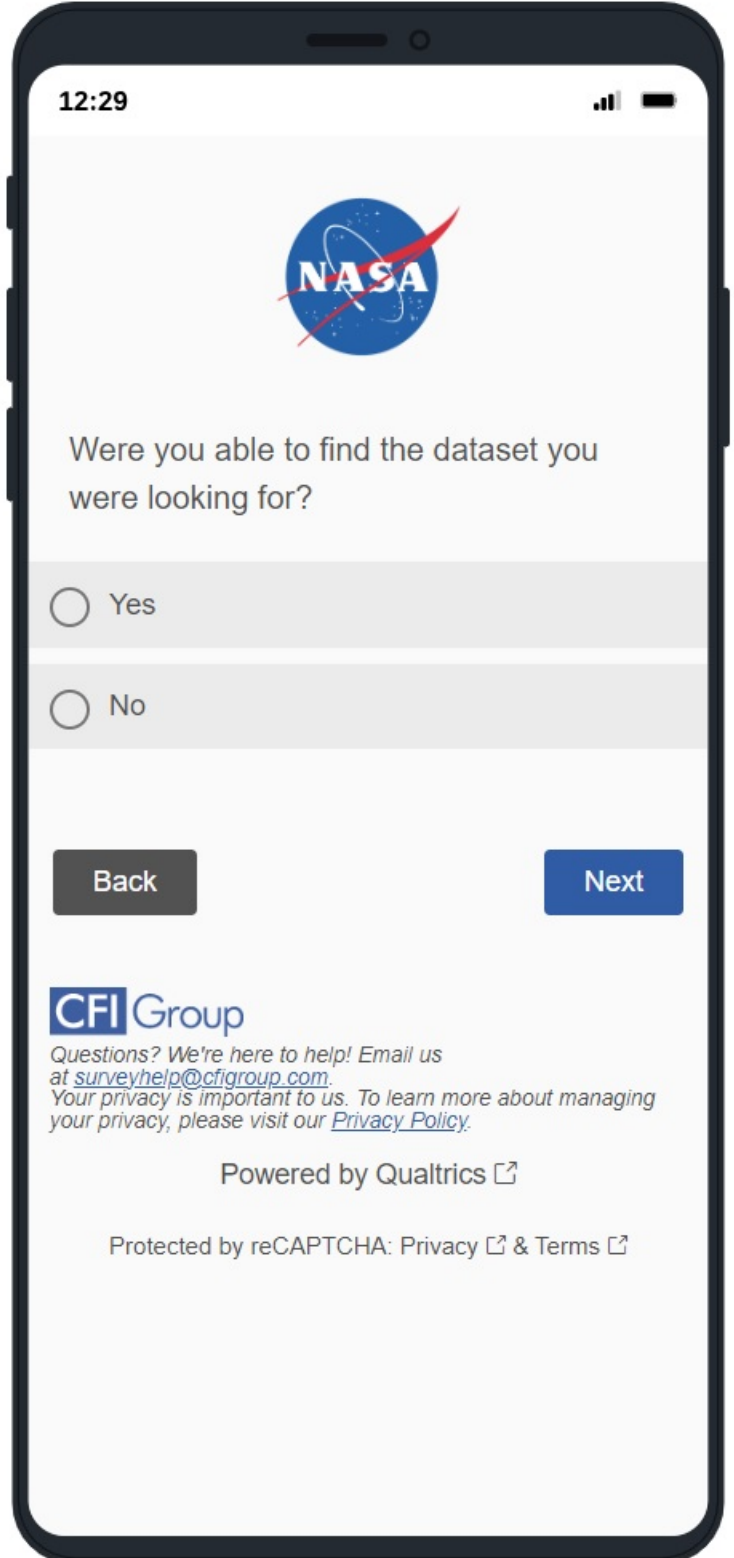 12:29
NASA
Were you able to find the dataset you
were looking for?
Yes
No
Back
Next
CFI Group
Questions? We're here to help! Email us
at surveyhelp@cfigroup.com.
Your privacy is important to us. To learn more about managing
your privacy, please visit our Privacy Policy.
Powered by Qualtrics
Protected by reCAPTCHA: Privacy & Terms